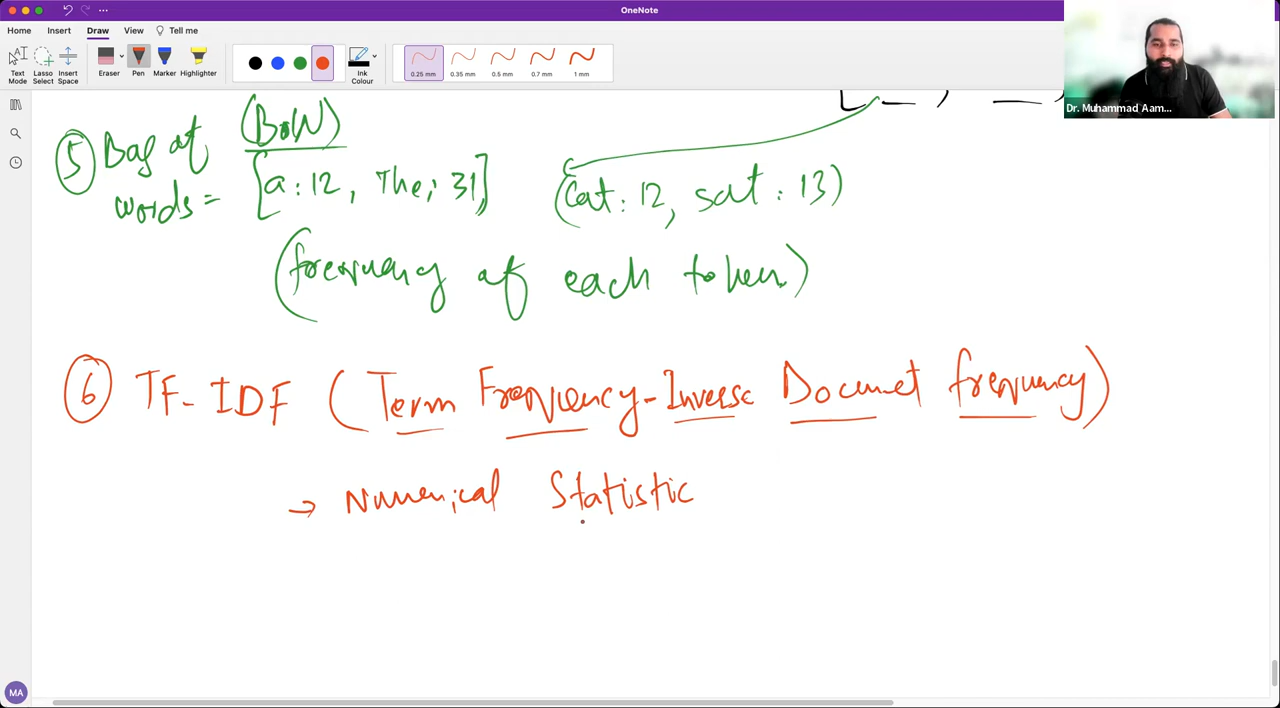 OneNote
Home Insert Draw View Tell me
Text Mode Lasso Select Insert Space Eraser Pen Marker Highlighter Ink Colour 0.25 mm 0.35 mm 0.5 mm 0.7 mm 1 mm
Dr. Muhammad Aam...
5 Bag of (BoW)
words = [a: 12, The: 31,] (cat: 12, sat: 13)
(frequency of each token)
6 TF-IDF (Term Frequency-Inverse Documet frequency)
→ Numerical Statistic
MA